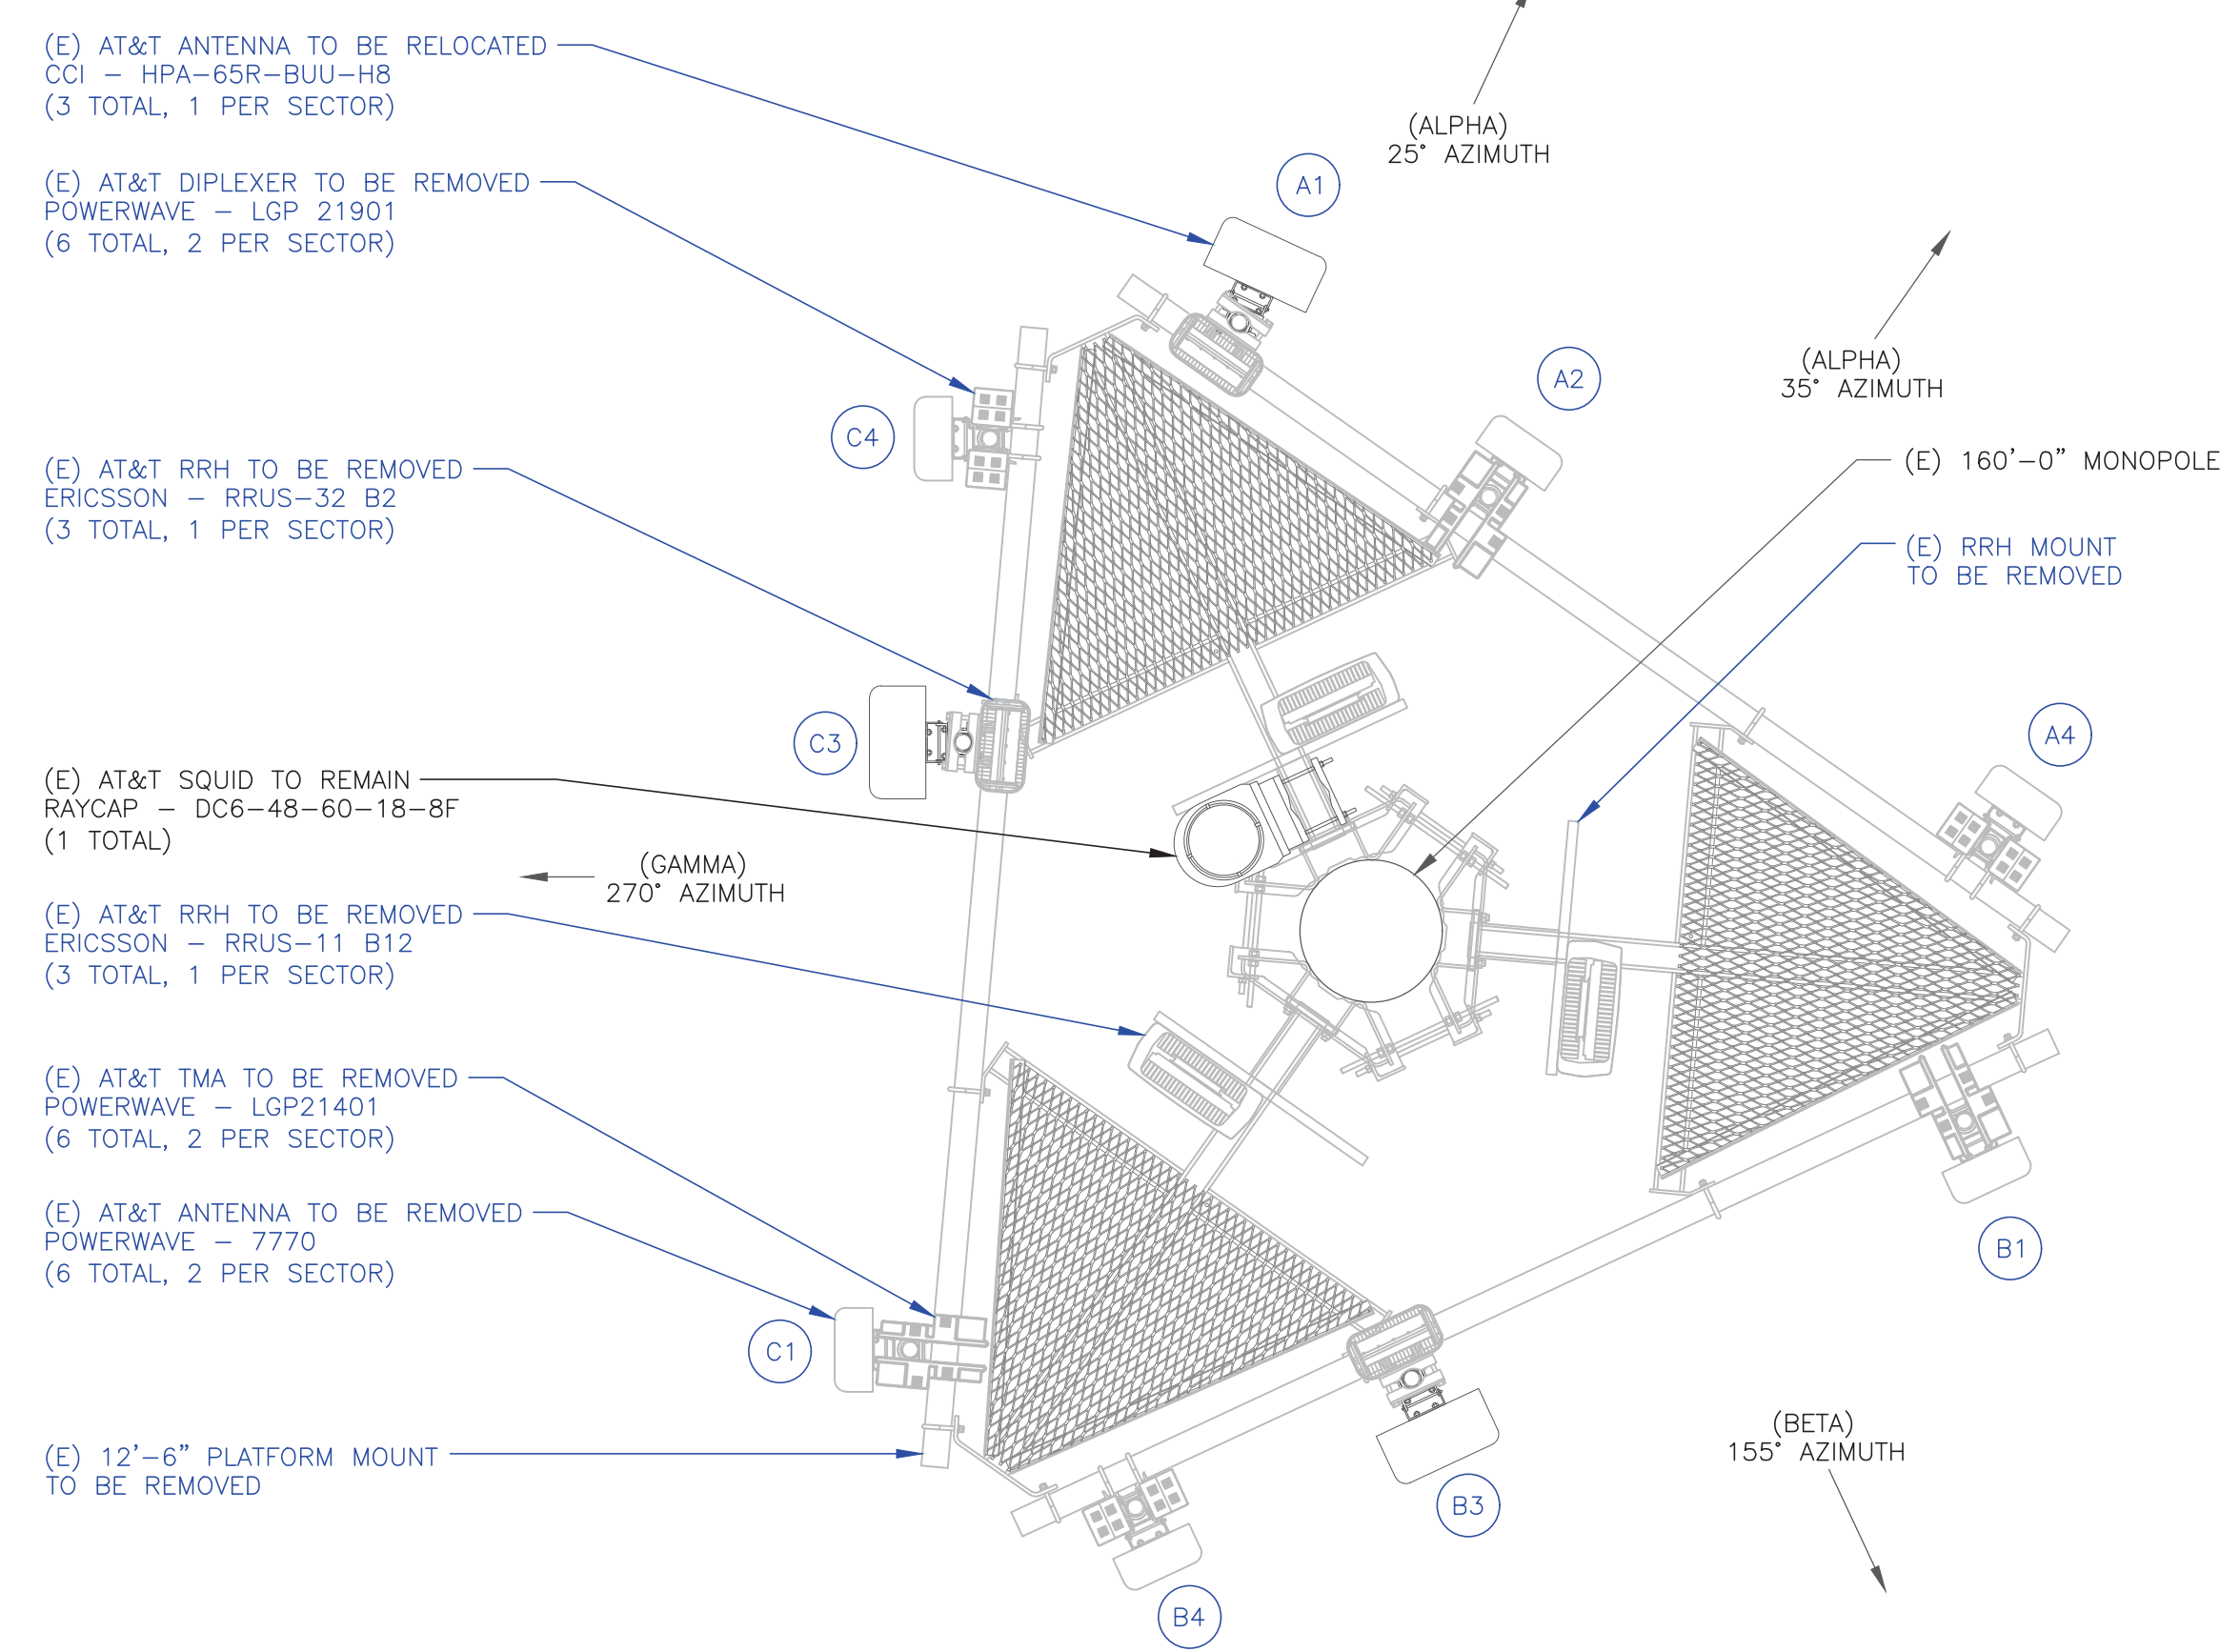 (E) AT&T ANTENNA TO BE RELOCATED
CCI – HPA–65R–BUU–H8
(3 TOTAL, 1 PER SECTOR)
(E) AT&T DIPLEXER TO BE REMOVED
POWERWAVE – LGP 21901
(6 TOTAL, 2 PER SECTOR)
(E) AT&T RRH TO BE REMOVED
ERICSSON – RRUS–32 B2
(3 TOTAL, 1 PER SECTOR)
(E) AT&T SQUID TO REMAIN
RAYCAP – DC6–48–60–18–8F
(1 TOTAL)
(GAMMA)
270° AZIMUTH
(E) AT&T RRH TO BE REMOVED
ERICSSON – RRUS–11 B12
(3 TOTAL, 1 PER SECTOR)
(E) AT&T TMA TO BE REMOVED
POWERWAVE – LGP21401
(6 TOTAL, 2 PER SECTOR)
(E) AT&T ANTENNA TO BE REMOVED
POWERWAVE – 7770
(6 TOTAL, 2 PER SECTOR)
(E) 12'–6" PLATFORM MOUNT
TO BE REMOVED
(ALPHA)
25° AZIMUTH
A1
A2
(ALPHA)
35° AZIMUTH
C4
(E) 160'–0" MONOPOLE
(E) RRH MOUNT
TO BE REMOVED
C3
A4
B1
C1
(BETA)
155° AZIMUTH
B3
B4